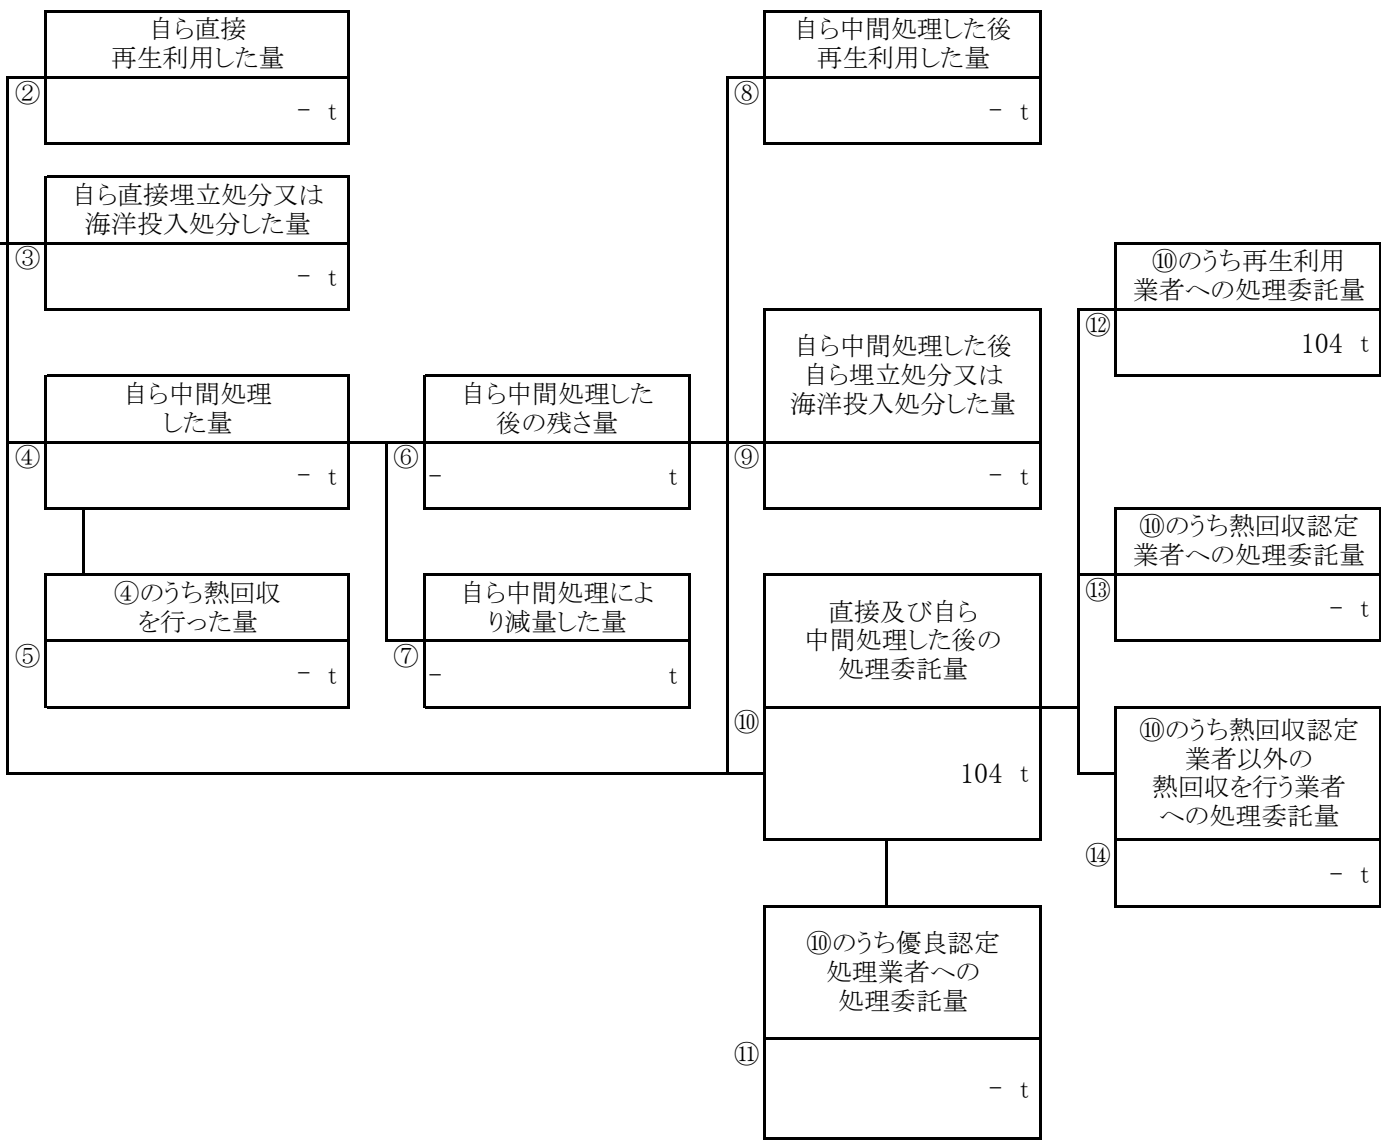 自ら直接
再生利用した量
②
－ t
自ら直接埋立処分又は
海洋投入処分した量
③
－ t
自ら中間処理
した量
④
－ t
④のうち熱回収
を行った量
⑤
－ t
自ら中間処理した
後の残さ量
⑥
－ t
自ら中間処理によ
り減量した量
⑦
－ t
自ら中間処理した後
再生利用した量
⑧
－ t
自ら中間処理した後
自ら埋立処分又は
海洋投入処分した量
⑨
－ t
直接及び自ら
中間処理した後の
処理委託量
⑩
104 t
⑩のうち優良認定
処理業者への
処理委託量
⑪
－ t
⑩のうち再生利用
業者への処理委託量
⑫
104 t
⑩のうち熱回収認定
業者への処理委託量
⑬
－ t
⑩のうち熱回収認定
業者以外の
熱回収を行う業者
への処理委託量
⑭
－ t